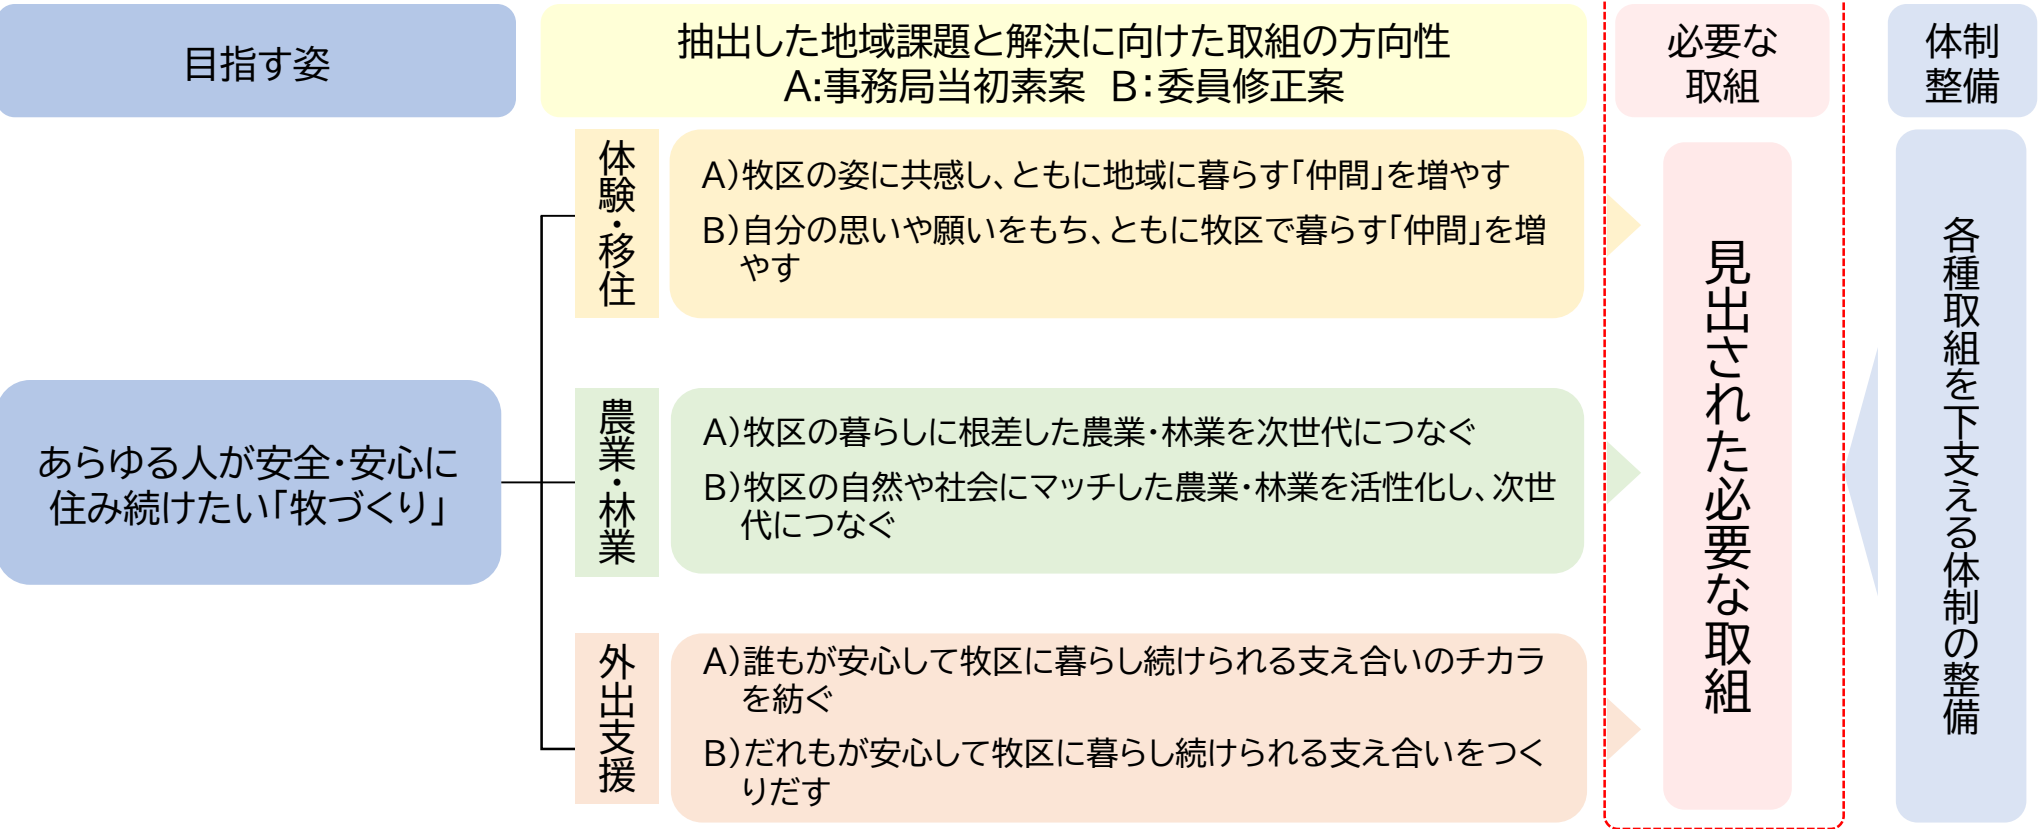 目指す姿
抽出した地域課題と解決に向けた取組の方向性
A:事務局当初素案　B：委員修正案
必要な
取組
体制
整備
あらゆる人が安全・安心に
住み続けたい「牧づくり」
体験・移住
A）牧区の姿に共感し、ともに地域に暮らす「仲間」を増やす
B）自分の思いや願いをもち、ともに牧区で暮らす「仲間」を増
やす
農業・林業
A）牧区の暮らしに根差した農業・林業を次世代につなぐ
B）牧区の自然や社会にマッチした農業・林業を活性化し、次世
代につなぐ
外出支援
A）誰もが安心して牧区に暮らし続けられる支え合いのチカラ
を紡ぐ
B）だれもが安心して牧区に暮らし続けられる支え合いをつく
りだす
見出された必要な取組
各種取組を下支える体制の整備